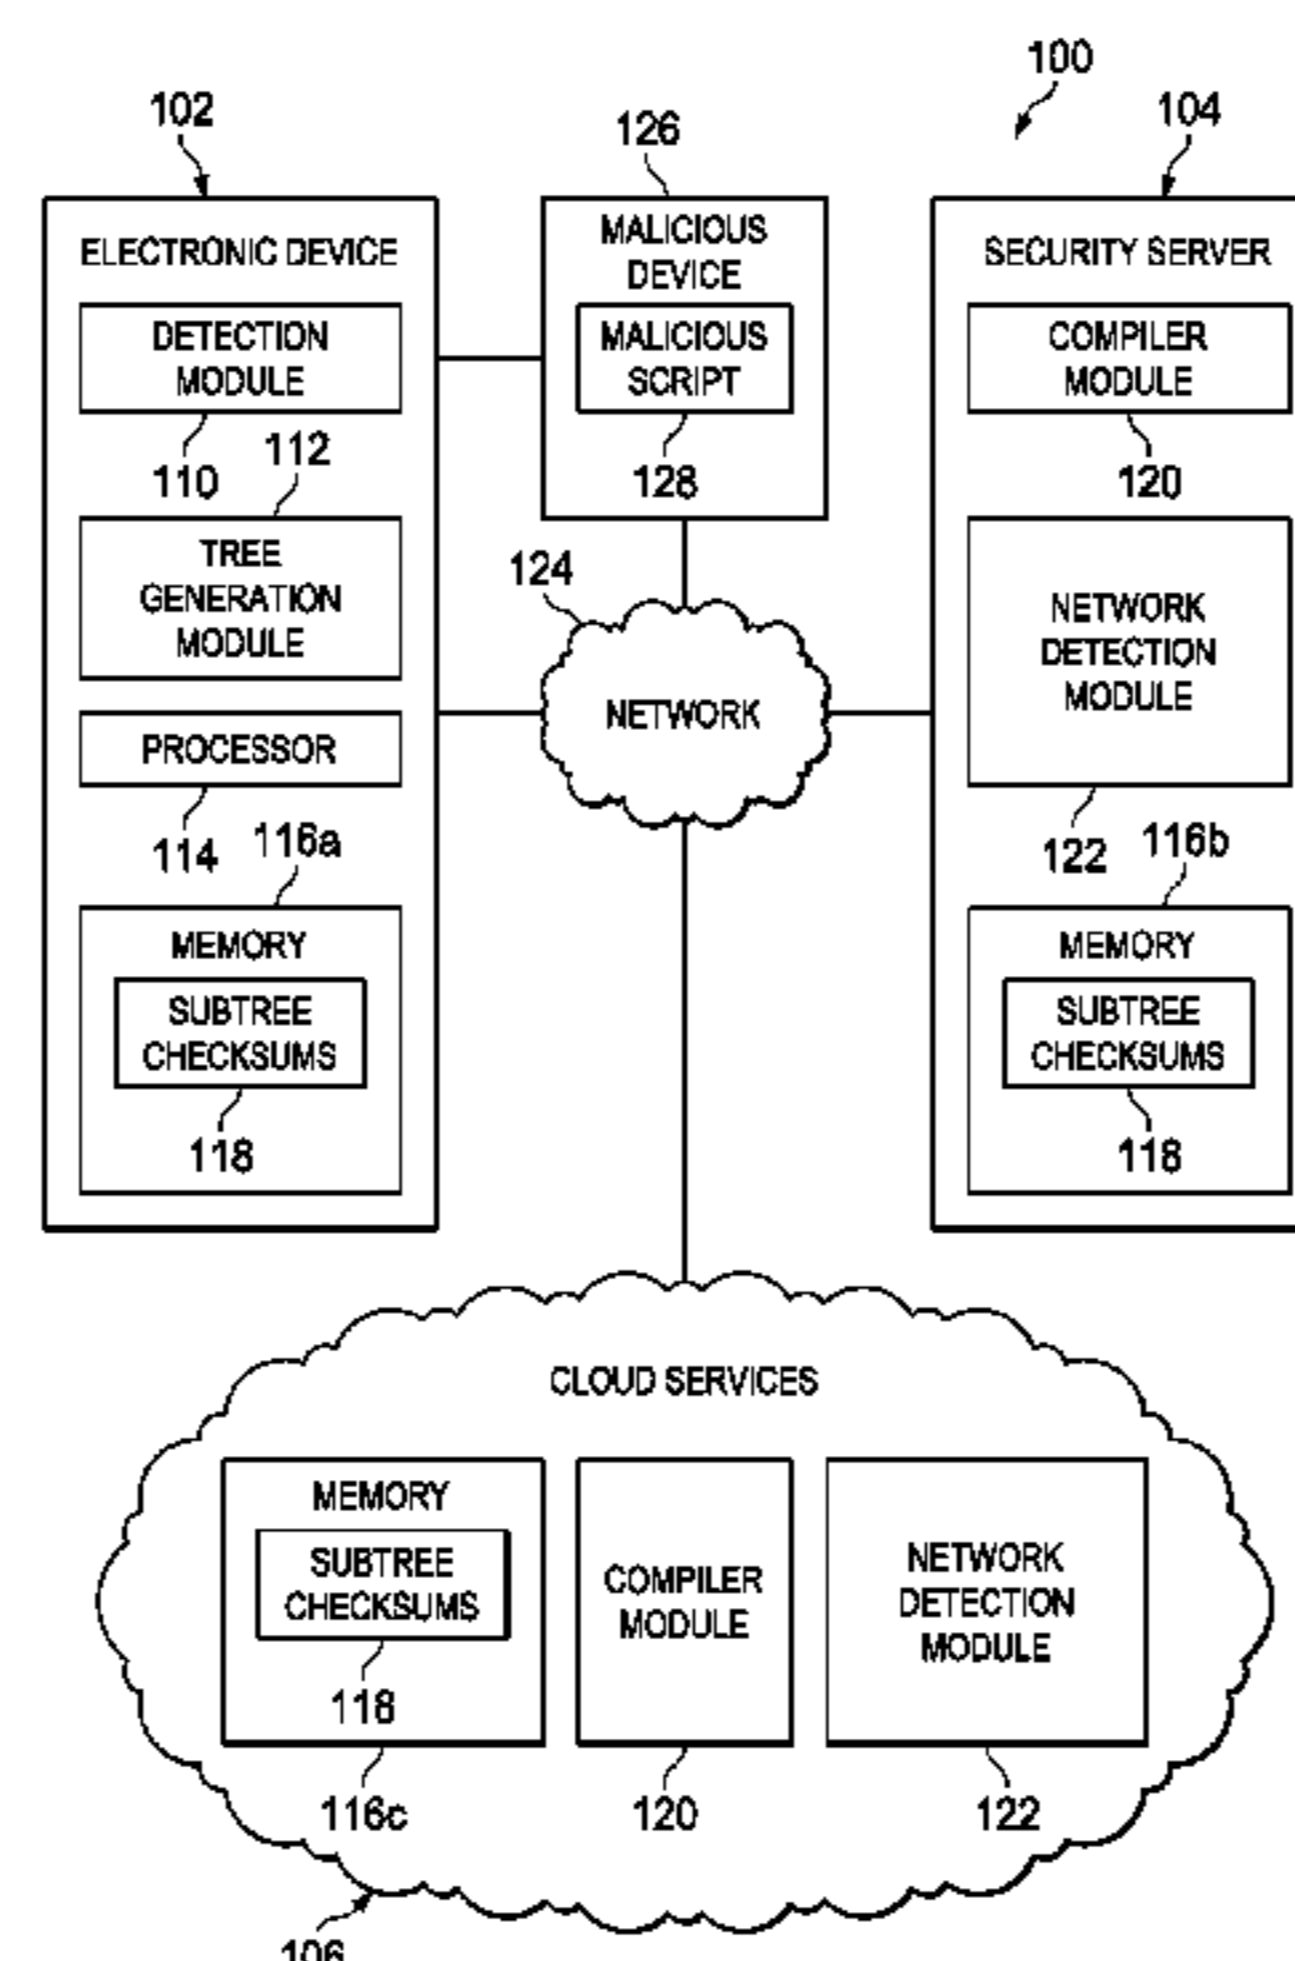 100
102
126
104
ELECTRONIC DEVICE
DETECTION
MODULE
110
112
TREE
GENERATION
MODULE
PROCESSOR
114
116a
MEMORY
SUBTREE
CHECKSUMS
118
MALICIOUS
DEVICE
MALICIOUS
SCRIPT
128
124
NETWORK
SECURITY SERVER
COMPILER
MODULE
120
NETWORK
DETECTION
MODULE
122
116b
MEMORY
SUBTREE
CHECKSUMS
118
CLOUD SERVICES
MEMORY
SUBTREE
CHECKSUMS
118
116c
COMPILER
MODULE
120
NETWORK
DETECTION
MODULE
122
106